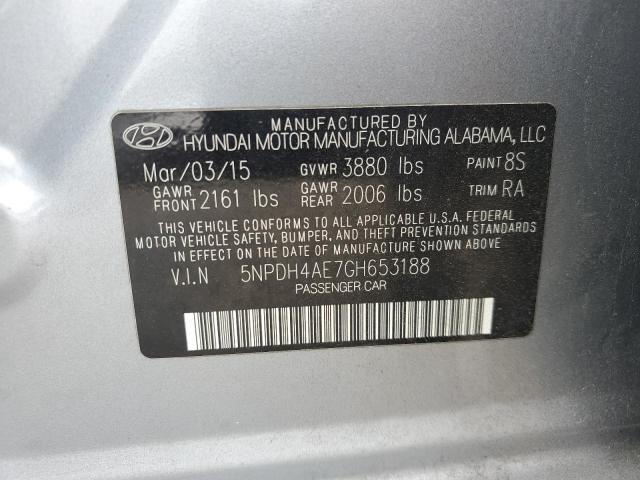 MANUFACTURED BY
HYUNDAI MOTOR MANUFACTURING ALABAMA, LLC
Mar/03/15 GVWR 3880 lbs PAINT 8S
GAWR FRONT 2161 lbs GAWR REAR 2006 lbs TRIM RA
THIS VEHICLE CONFORMS TO ALL APPLICABLE U.S.A. FEDERAL
MOTOR VEHICLE SAFETY, BUMPER, AND THEFT PREVENTION STANDARDS
IN EFFECT ON THE DATE OF MANUFACTURE SHOWN ABOVE.
V.I.N 5NPDH4AE7GH653188
PASSENGER CAR